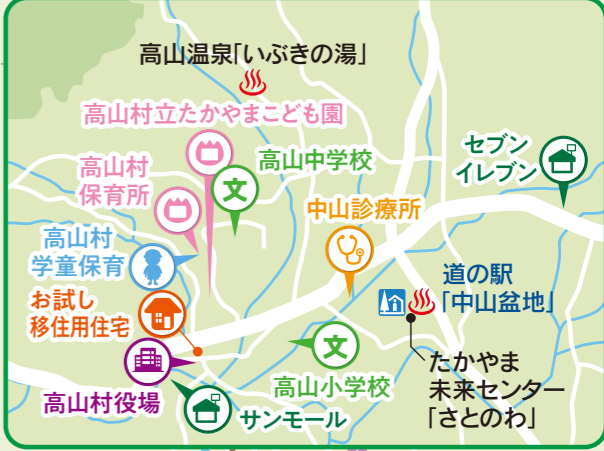 高山温泉「いぶきの湯」
高山村立たかやまこども園
高山中学校
文
セブン
イレブン
高山村
保育所
中山診療所
高山村
学童保育
道の駅
「中山盆地」
お試し
移住用住宅
文
たかやま
未来センター
「さとのわ」
高山小学校
高山村役場
サンモール